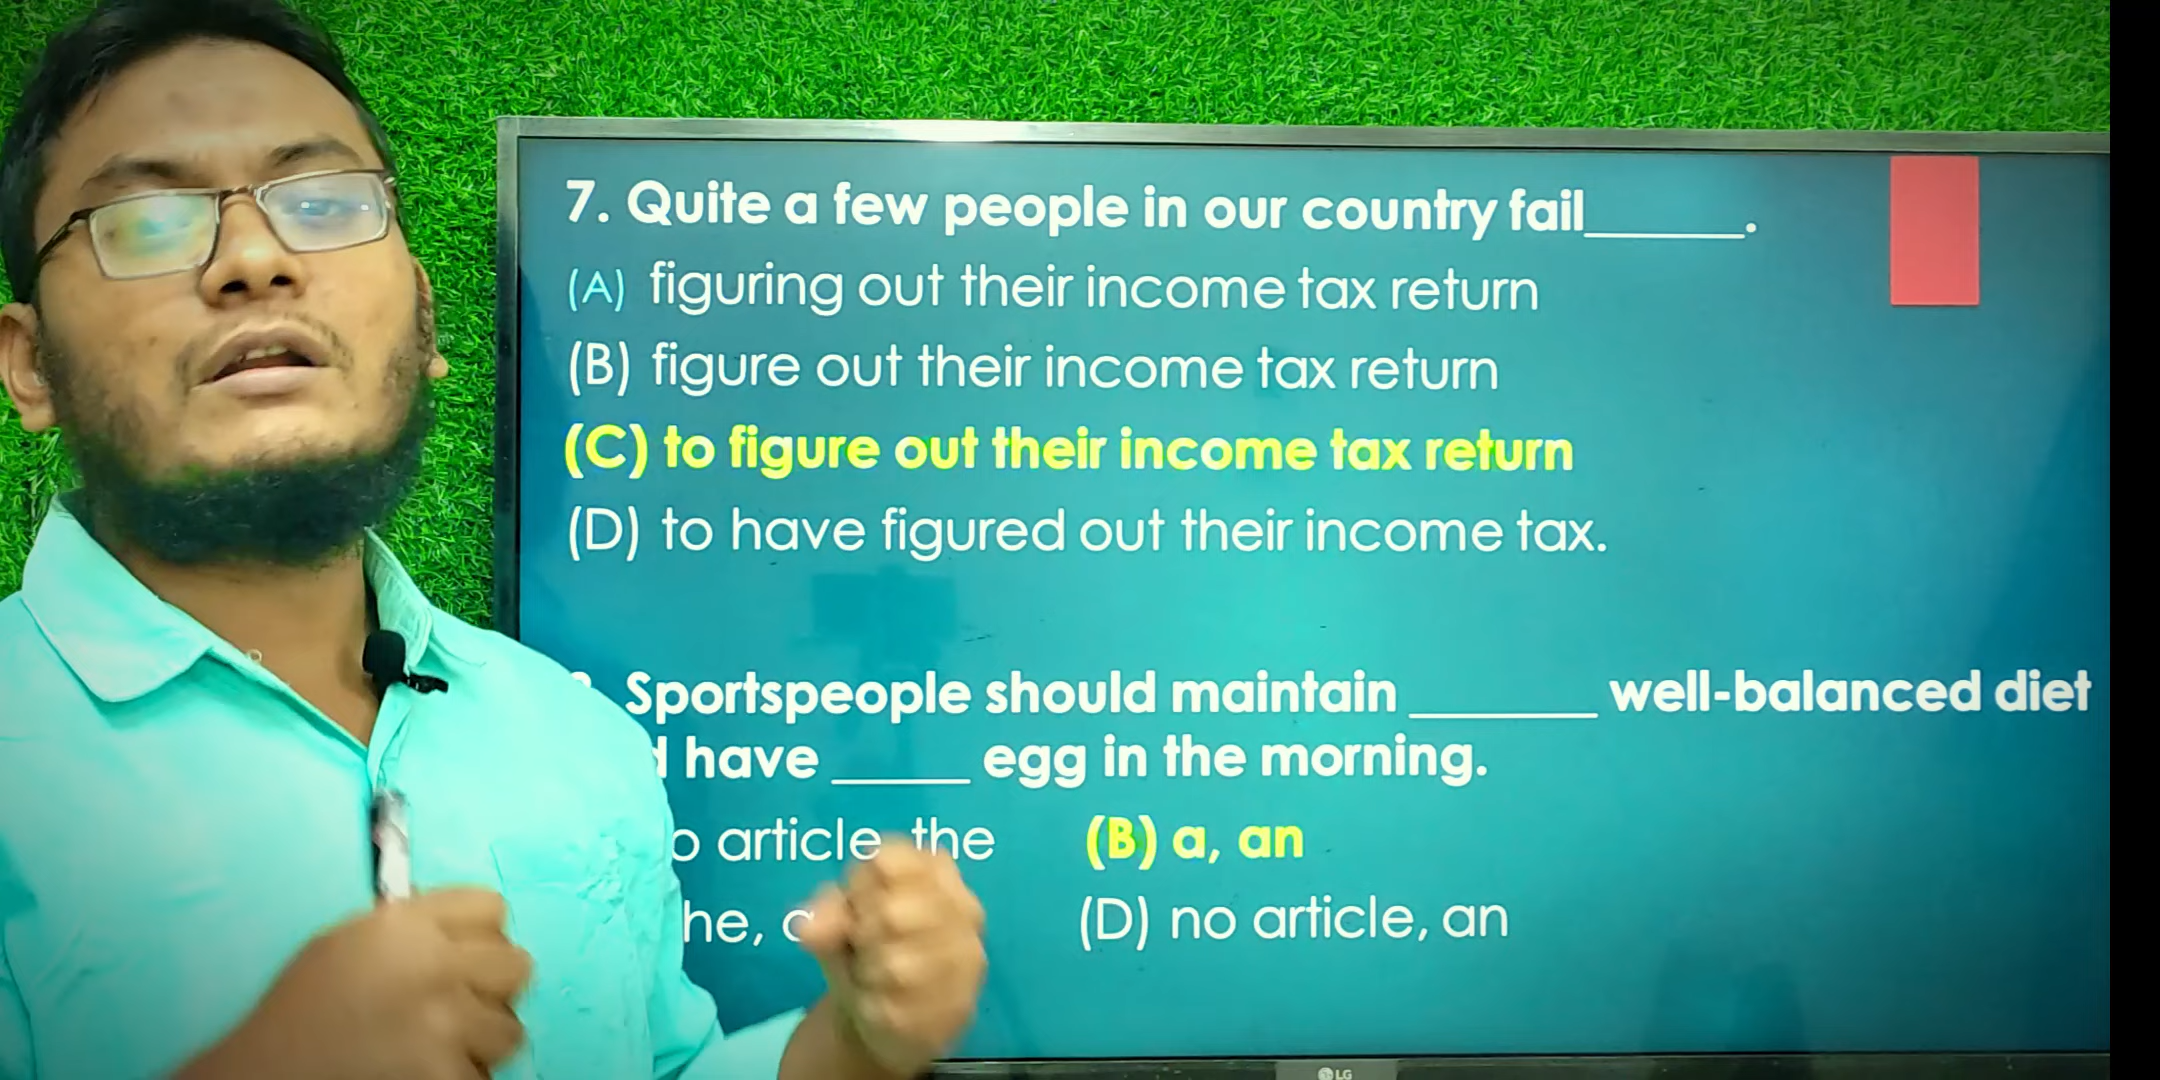 7. Quite a few people in our country fail______.
(A) figuring out their income tax return
(B) figure out their income tax return
(C) to figure out their income tax return
(D) to have figured out their income tax.
Sportspeople should maintain ______ well-balanced diet
have _____ egg in the morning.
article, the (B) a, an
(D) no article, an
LG